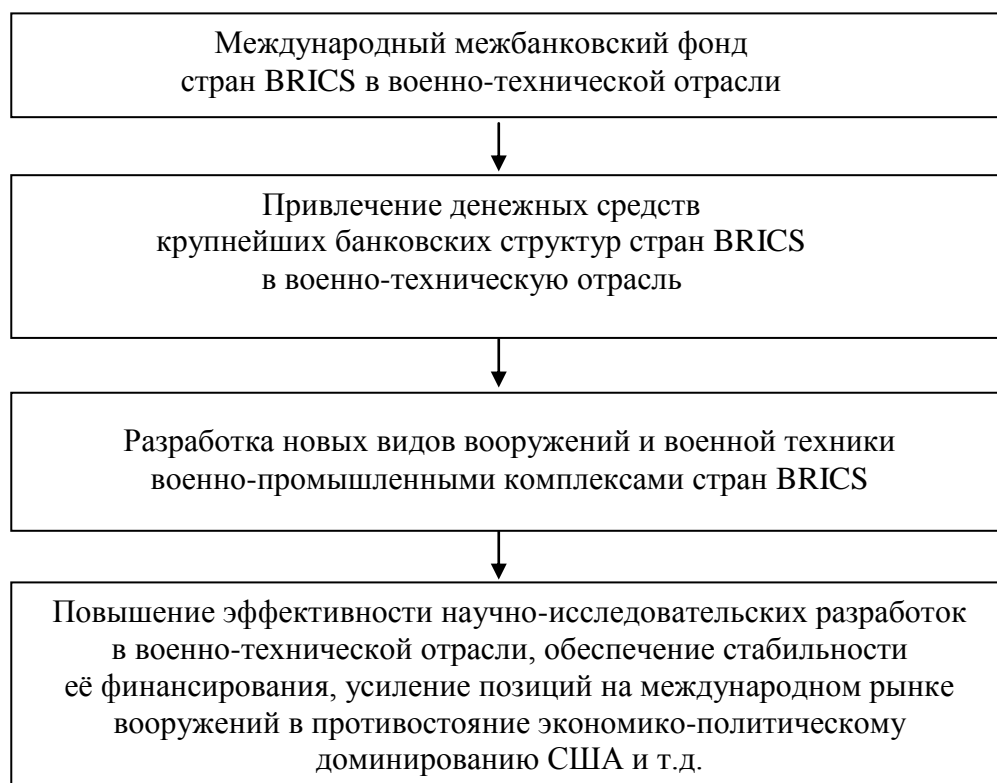 Международный межбанковский фонд
стран BRICS в военно-технической отрасли
Привлечение денежных средств
крупнейших банковских структур стран BRICS
в военно-техническую отрасль
Разработка новых видов вооружений и военной техники
военно-промышленными комплексами стран BRICS
Повышение эффективности научно-исследовательских разработок
в военно-технической отрасли, обеспечение стабильности
её финансирования, усиление позиций на международном рынке
вооружений в противостояние экономико-политическому
доминированию США и т.д.